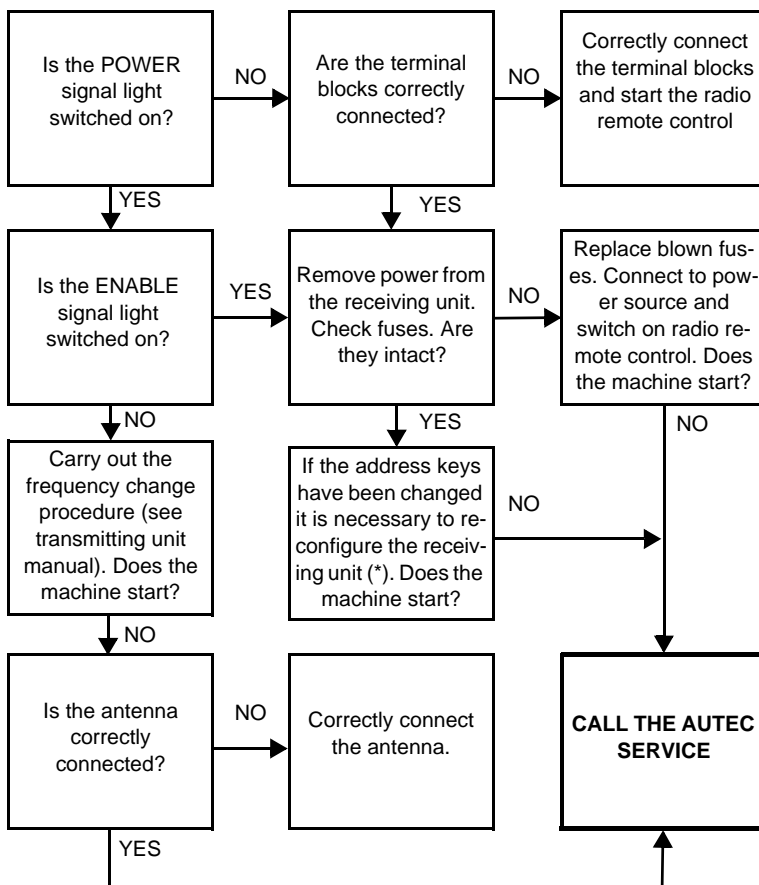 Is the POWER
signal light
switched on?
NO
Are the terminal
blocks correctly
connected?
NO
Correctly connect
the terminal blocks
and start the radio
remote control
YES
YES
Is the ENABLE
signal light
switched on?
YES
Remove power from
the receiving unit.
Check fuses. Are
they intact?
NO
Replace blown fus-
es. Connect to pow-
er source and
switch on radio re-
mote control. Does
the machine start?
NO
YES
NO
Carry out the
frequency change
procedure (see
transmitting unit
manual). Does the
machine start?
If the address keys
have been changed
it is necessary to re-
configure the receiv-
ing unit (*). Does the
machine start?
NO
NO
Is the antenna
correctly
connected?
NO
Correctly connect
the antenna.
CALL THE AUTEC
SERVICE
YES